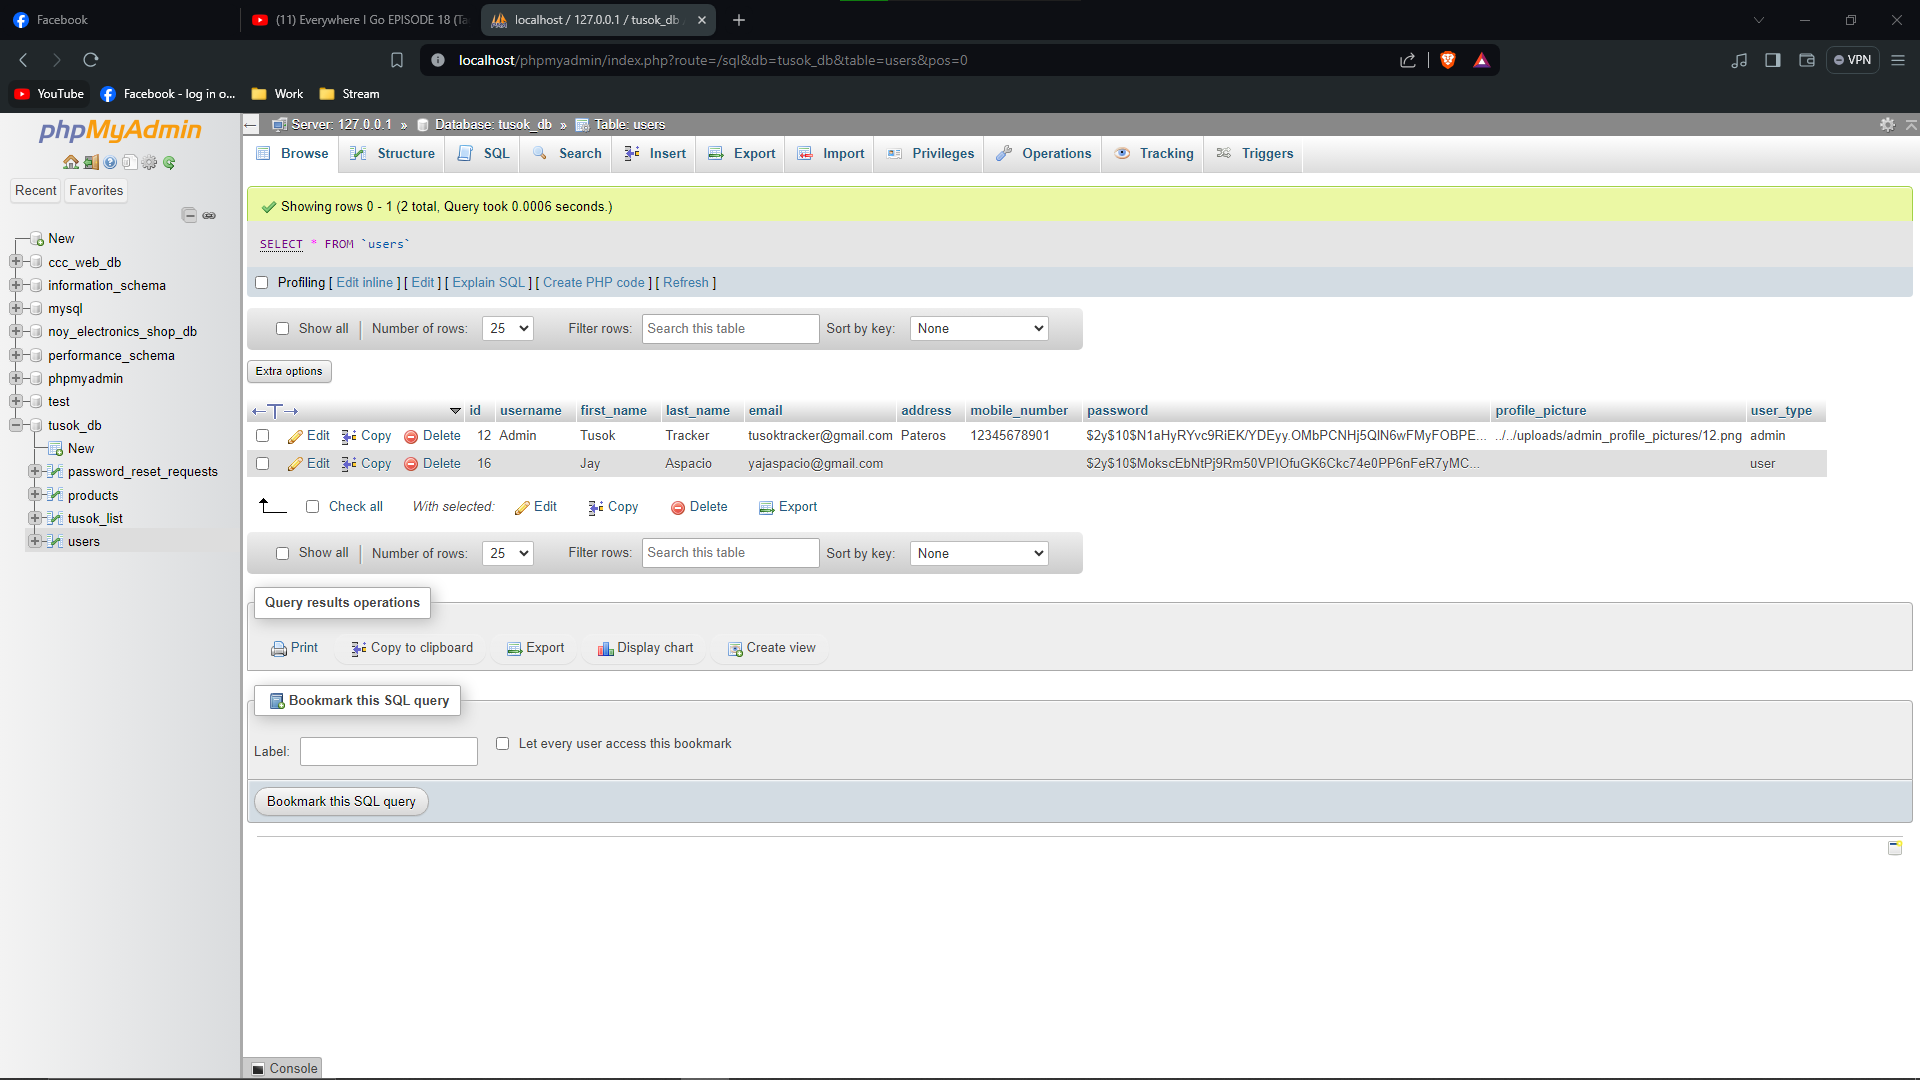 Facebook
(11) Everywhere I Go EPISODE 18 (Ta
localhost / 127.0.0.1 / tusok_db
localhost/phpmyadmin/index.php?route=/sql&db=tusok_db&table=users&pos=0
VPN
YouTube
Facebook - log in o...
Work
Stream
phpMyAdmin
Recent
Favorites
New
ccc_web_db
information_schema
mysql
noy_electronics_shop_db
performance_schema
phpmyadmin
test
tusok_db
New
password_reset_requests
products
tusok_list
users
Server: 127.0.0.1 » Database: tusok_db » Table: users
Browse Structure SQL Search Insert Export Import Privileges Operations Tracking Triggers
Showing rows 0 - 1 (2 total, Query took 0.0006 seconds.)
SELECT * FROM `users`
Profiling [ Edit inline ] [ Edit ] [ Explain SQL ] [ Create PHP code ] [ Refresh ]
Show all Number of rows: 25 Filter rows: Search this table Sort by key: None
Extra options
id username first_name last_name email address mobile_number password profile_picture user_type
Edit Copy Delete 12 Admin Tusok Tracker tusoktracker@gmail.com Pateros 12345678901 $2y$10$N1aHyRYvc9RiEK/YDEyy.OMbPCNHj5QlN6wFMyFOBPE... ../../uploads/admin_profile_pictures/12.png admin
Edit Copy Delete 16 Jay Aspacio yajaspacio@gmail.com $2y$10$MokscEbNtPj9Rm50VPIOfuGK6Ckc74e0PP6nFeR7yMC... user
Check all With selected: Edit Copy Delete Export
Show all Number of rows: 25 Filter rows: Search this table Sort by key: None
Query results operations
Print Copy to clipboard Export Display chart Create view
Bookmark this SQL query
Label: Let every user access this bookmark
Bookmark this SQL query
Console